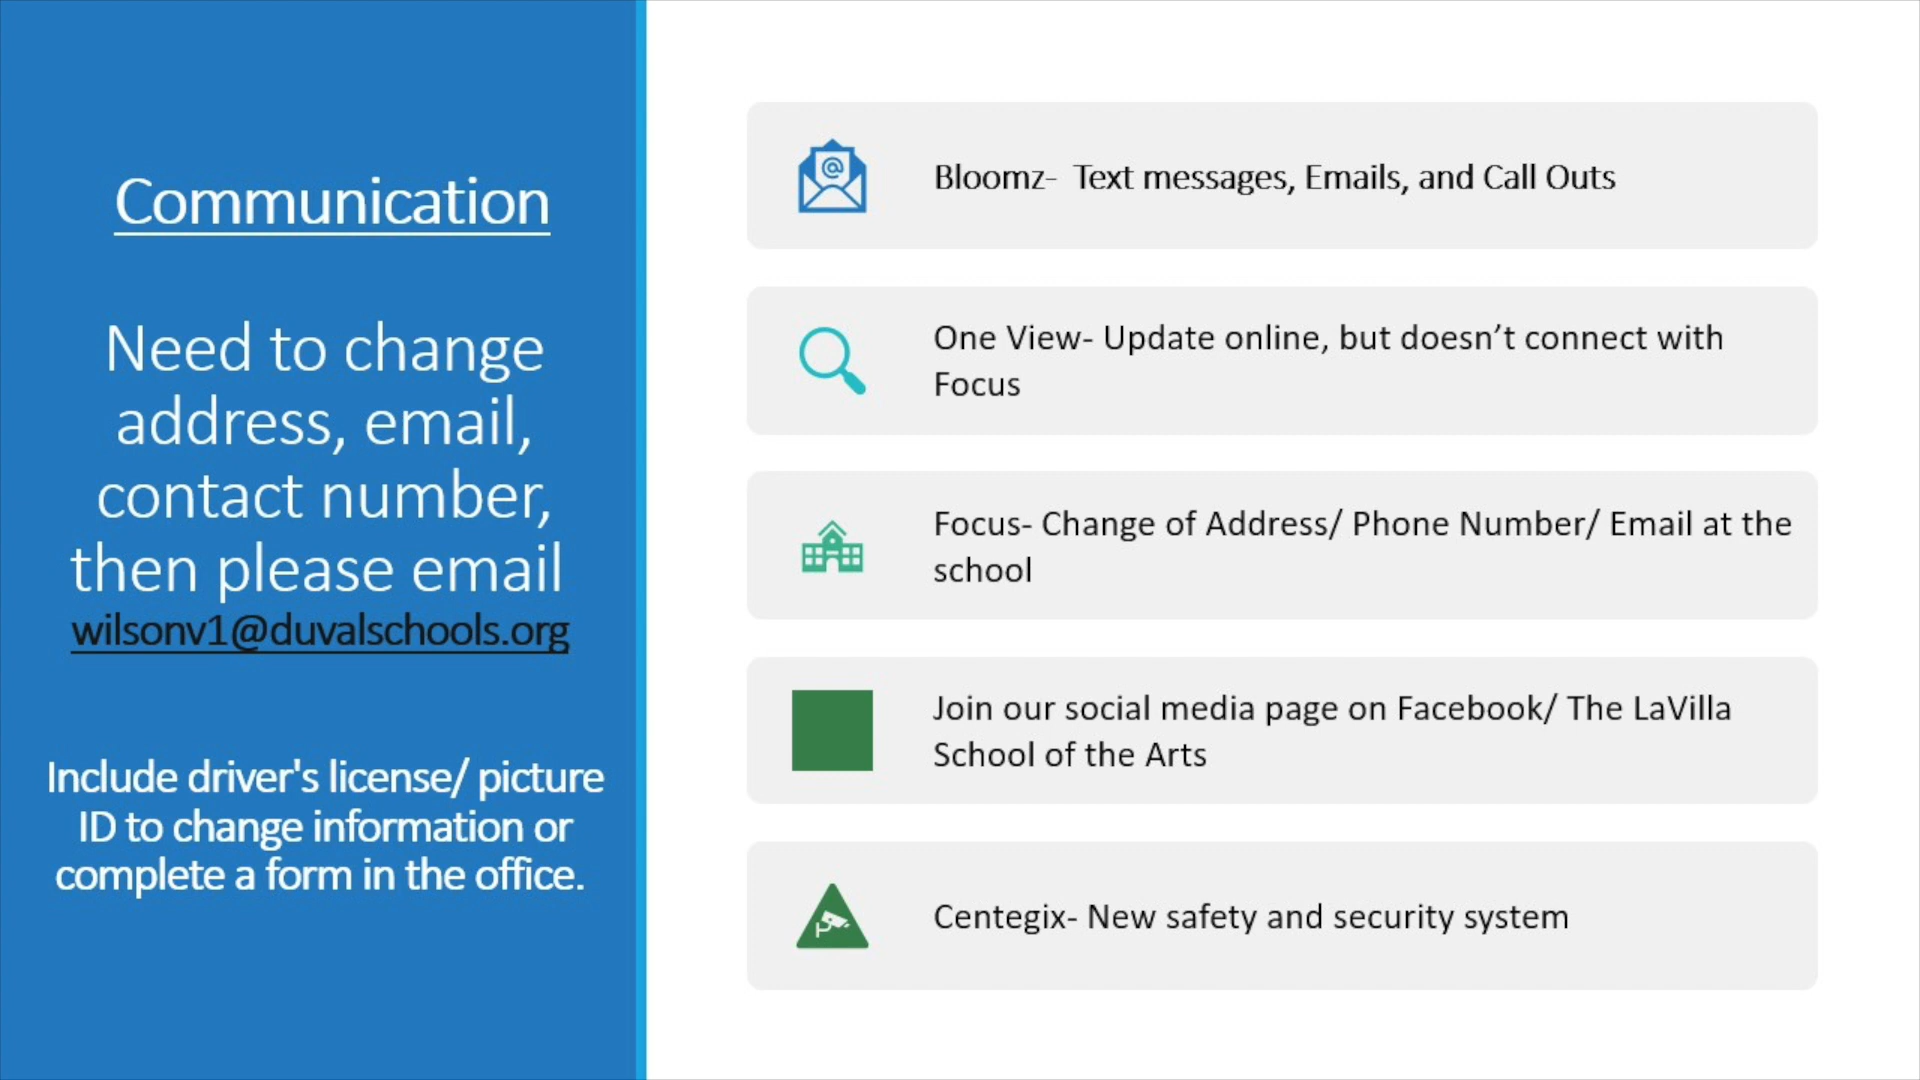 Communication
Need to change
address, email,
contact number,
then please email
wilsonv1@duvalschools.org
Include driver's license/ picture
ID to change information or
complete a form in the office.
Bloomz- Text messages, Emails, and Call Outs
One View- Update online, but doesn’t connect with
Focus
Focus- Change of Address/ Phone Number/ Email at the
school
Join our social media page on Facebook/ The LaVilla
School of the Arts
Centegix- New safety and security system